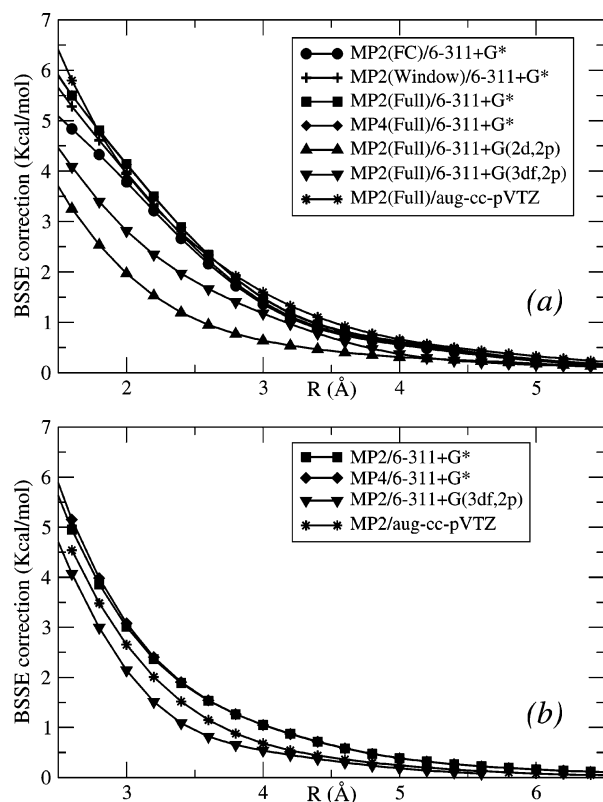 7
6
5
4
3
2
1
0
BSSE correction (Kcal/mol)
MP2(FC)/6-311+G*
MP2(Window)/6-311+G*
MP2(Full)/6-311+G*
MP4(Full)/6-311+G*
MP2(Full)/6-311+G(2d,2p)
MP2(Full)/6-311+G(3df,2p)
MP2(Full)/aug-cc-pVTZ
(a)
2 3 4 5
R (Å)
7
6
5
4
3
2
1
0
BSSE correction (Kcal/mol)
MP2/6-311+G*
MP4/6-311+G*
MP2/6-311+G(3df,2p)
MP2/aug-cc-pVTZ
(b)
3 4 5 6
R (Å)